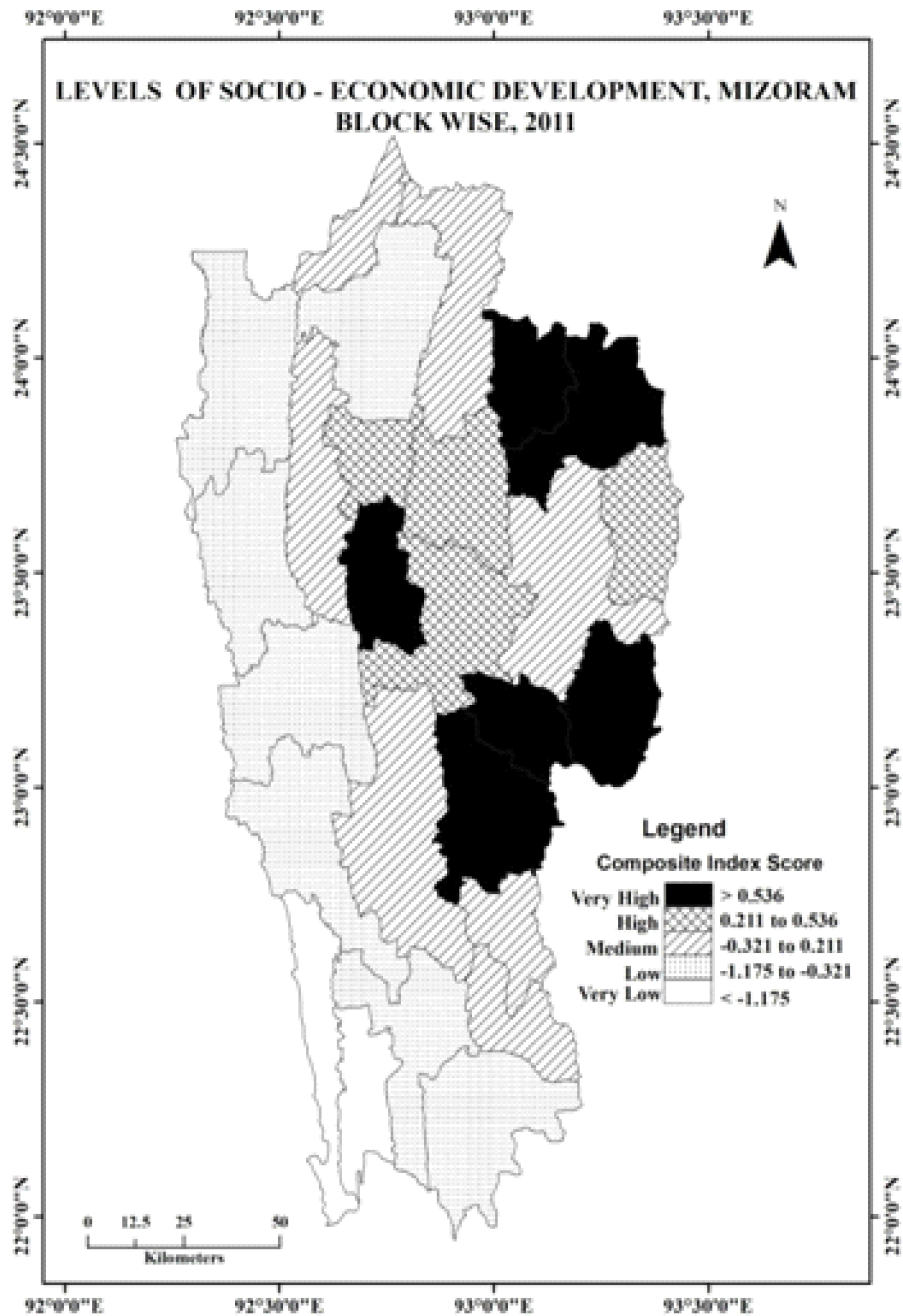 92°0'0"E 92°30'0"E 93°0'0"E 93°30'0"E
LEVELS OF SOCIO - ECONOMIC DEVELOPMENT, MIZORAM
BLOCK WISE, 2011
24°30'0"N 24°30'0"N
N
24°0'0"N 24°0'0"N
23°30'0"N 23°30'0"N
23°0'0"N 23°0'0"N
Legend
Composite Index Score
Very High > 0.536
High 0.211 to 0.536
Medium -0.321 to 0.211
Low -1.175 to -0.321
Very Low < -1.175
22°30'0"N 22°30'0"N
22°0'0"N 22°0'0"N
0 12.5 25 50
Kilometers
92°0'0"E 92°30'0"E 93°0'0"E 93°30'0"E